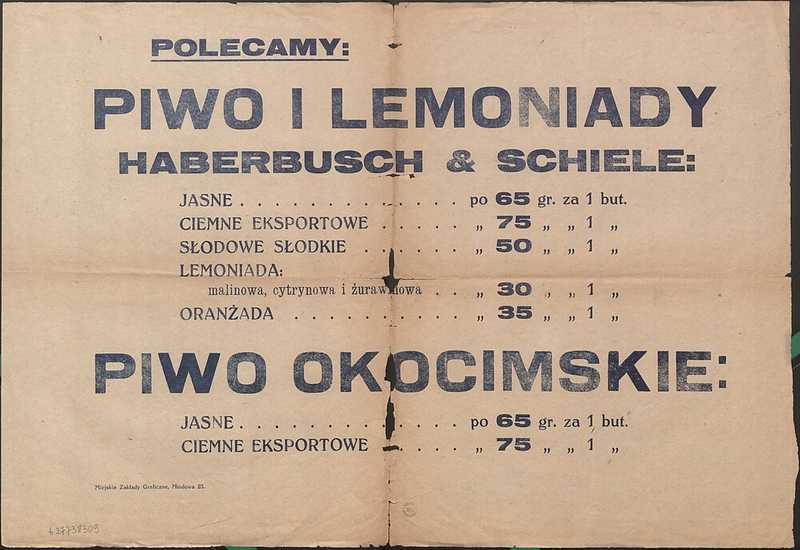 POLECAMY:
PIWO I LEMONIADY
HABERBUSCH & SCHIELE:
JASNE . . . . . . . . . . . . . po 65 gr. za 1 but.
CIEMNE EKSPORTOWE . . . . . „ 75 „ „ 1 „
SŁODOWE SŁODKIE . . . . . . „ 50 „ „ 1 „
LEMONIADA:
malinowa, cytrynowa i żurawinowa . . „ 30 „ „ 1 „
ORANŻADA . . . . . . . . . . „ 35 „ „ 1 „
PIWO OKOCIMSKIE:
JASNE . . . . . . . . . . . . . po 65 gr. za 1 but.
CIEMNE EKSPORTOWE . . . . . „ 75 „ „ 1 „
Miejskie Zakłady Graficzne, Miodowa 23.